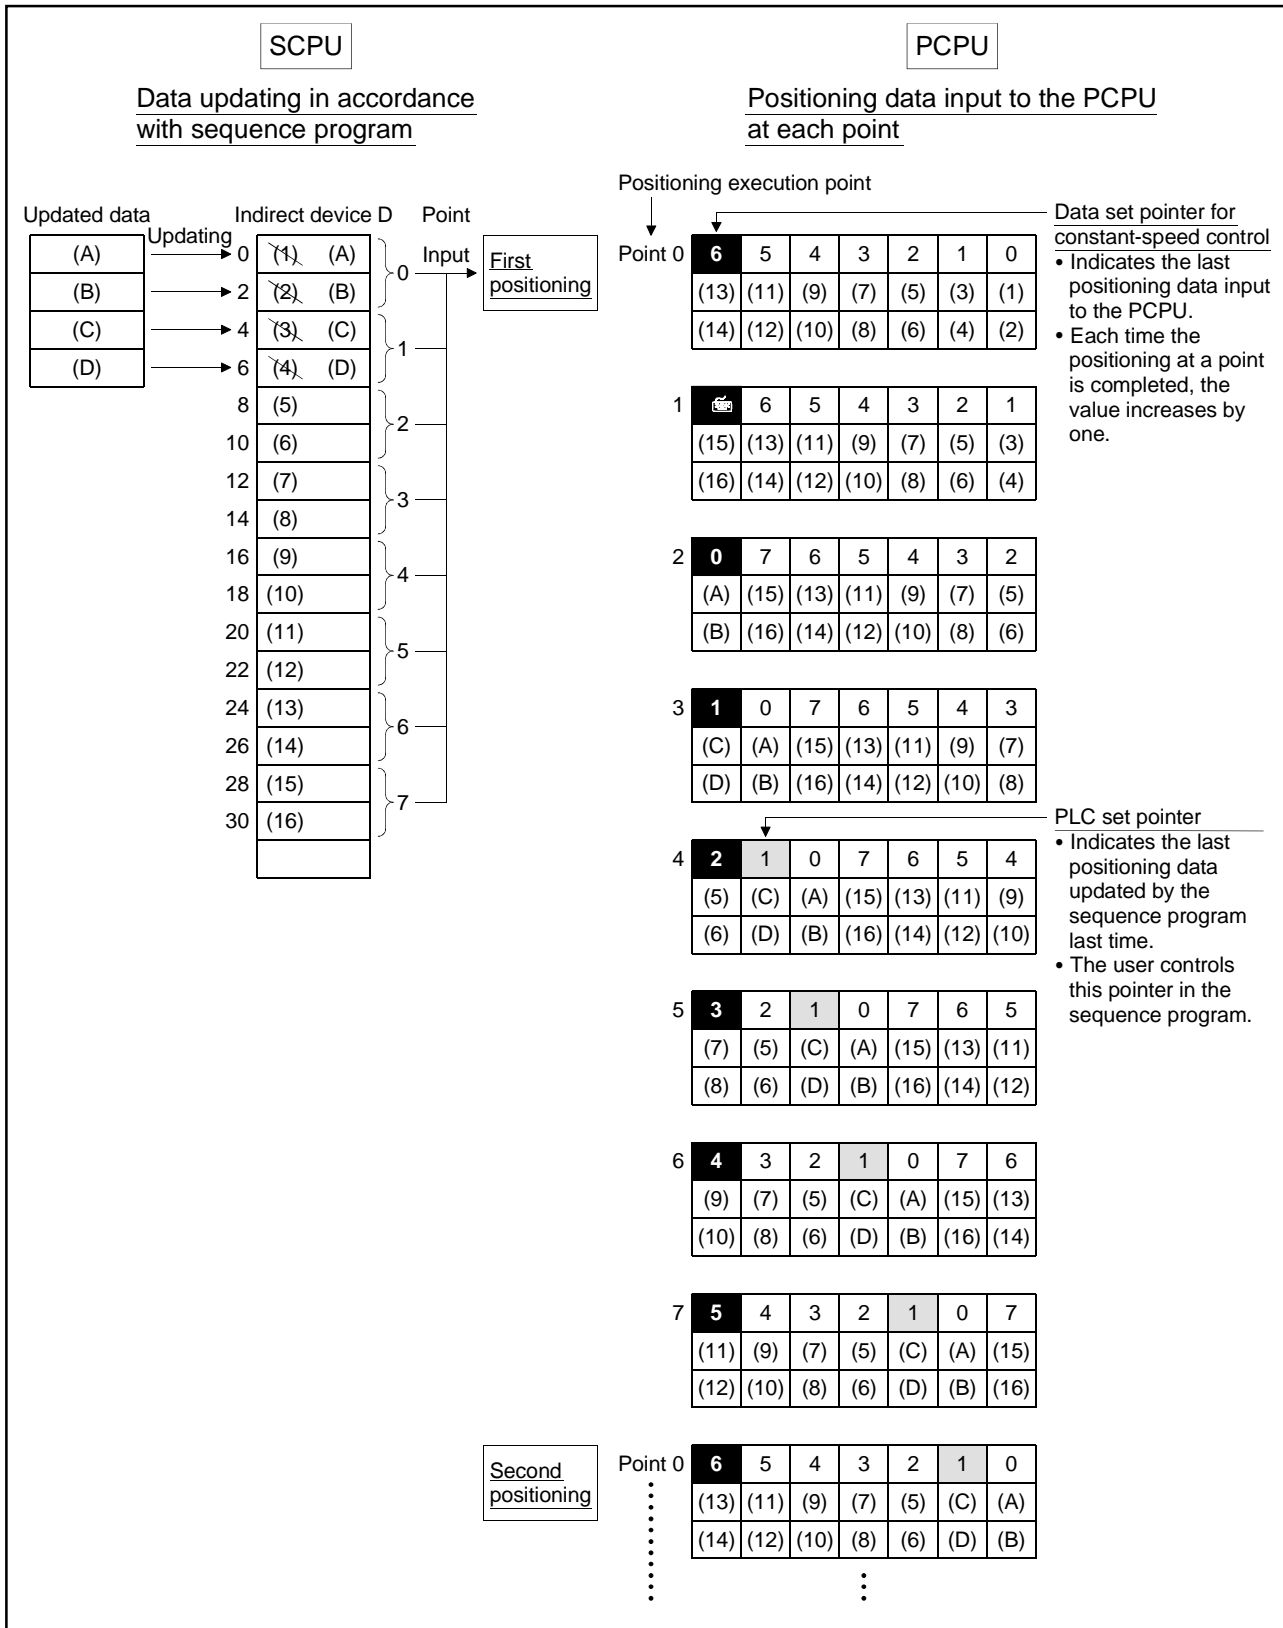 SCPU
Data updating in accordance
with sequence program
Updated data
Updating
Indirect device D
Point
(A)
(B)
(C)
(D)
0 (1) (A)
2 (2) (B)
4 (3) (C)
6 (4) (D)
8 (5)
10 (6)
12 (7)
14 (8)
16 (9)
18 (10)
20 (11)
22 (12)
24 (13)
26 (14)
28 (15)
30 (16)
0
1
2
3
4
5
6
7
Input
First
positioning
PCPU
Positioning data input to the PCPU
at each point
Positioning execution point
Point 0 6 5 4 3 2 1 0
(13) (11) (9) (7) (5) (3) (1)
(14) (12) (10) (8) (6) (4) (2)
Data set pointer for
constant-speed control
• Indicates the last
positioning data input
to the PCPU.
• Each time the
positioning at a point
is completed, the
value increases by
one.
1 6 5 4 3 2 1
(15) (13) (11) (9) (7) (5) (3)
(16) (14) (12) (10) (8) (6) (4)
2 0 7 6 5 4 3 2
(A) (15) (13) (11) (9) (7) (5)
(B) (16) (14) (12) (10) (8) (6)
3 1 0 7 6 5 4 3
(C) (A) (15) (13) (11) (9) (7)
(D) (B) (16) (14) (12) (10) (8)
PLC set pointer
• Indicates the last
positioning data
updated by the
sequence program
last time.
• The user controls
this pointer in the
sequence program.
4 2 1 0 7 6 5 4
(5) (C) (A) (15) (13) (11) (9)
(6) (D) (B) (16) (14) (12) (10)
5 3 2 1 0 7 6 5
(7) (5) (C) (A) (15) (13) (11)
(8) (6) (D) (B) (16) (14) (12)
6 4 3 2 1 0 7 6
(9) (7) (5) (C) (A) (15) (13)
(10) (8) (6) (D) (B) (16) (14)
7 5 4 3 2 1 0 7
(11) (9) (7) (5) (C) (A) (15)
(12) (10) (8) (6) (D) (B) (16)
Second
positioning
Point 0 6 5 4 3 2 1 0
(13) (11) (9) (7) (5) (C) (A)
(14) (12) (10) (8) (6) (D) (B)